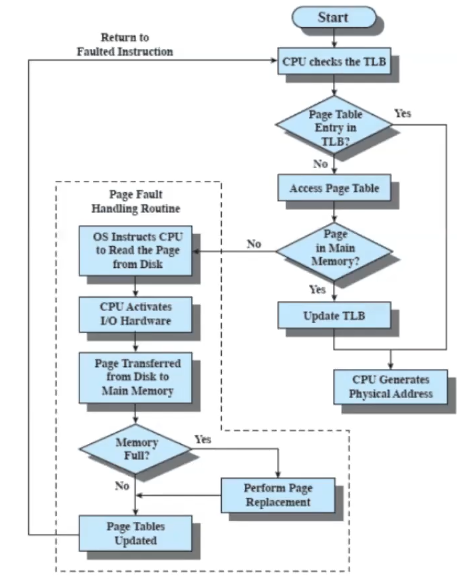 Start
Return to
Faulted Instruction
CPU checks the TLB
Page Table
Entry in
TLB?
Yes
No
Access Page Table
Page Fault
Handling Routine
OS Instructs CPU
to Read the Page
from Disk
No
Page
in Main
Memory?
Yes
CPU Activates
I/O Hardware
Update TLB
Page Transferred
from Disk to
Main Memory
CPU Generates
Physical Address
Memory
Full?
Yes
No
Perform Page
Replacement
Page Tables
Updated